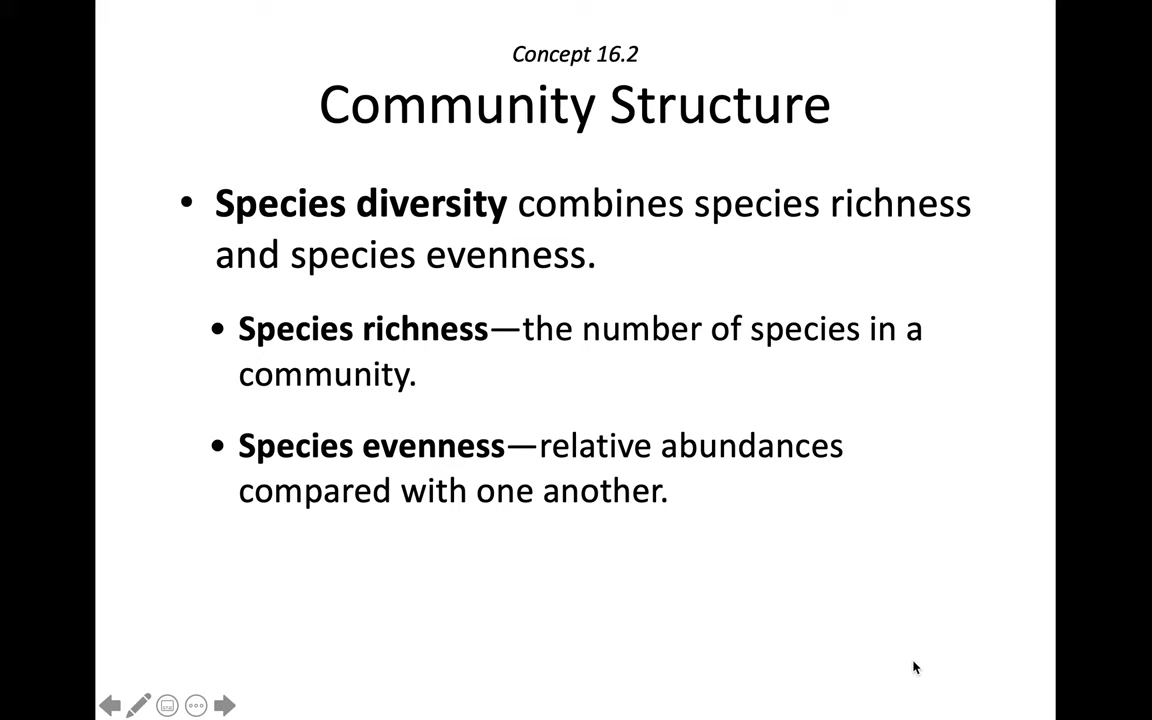 Concept 16.2
Community Structure
• Species diversity combines species richness
and species evenness.
• Species richness—the number of species in a
community.
• Species evenness—relative abundances
compared with one another.